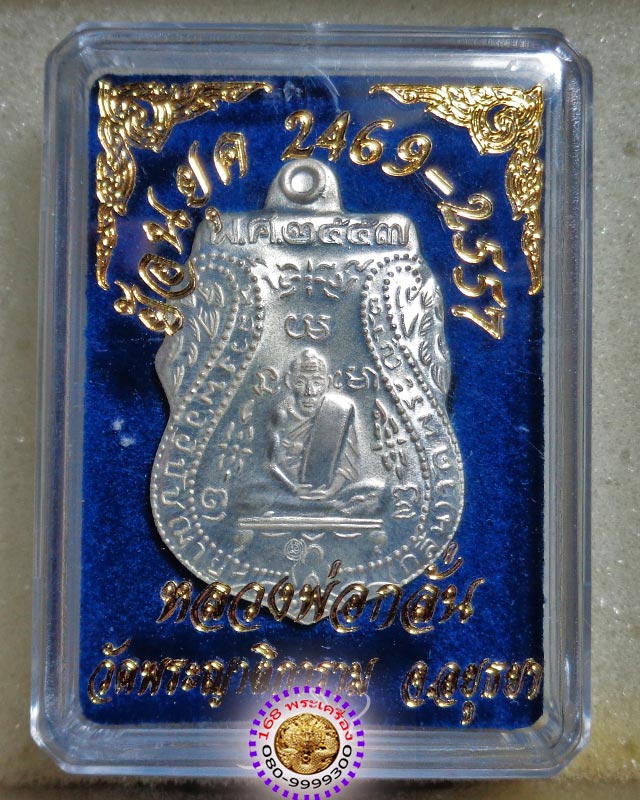 ย้อนยุค 2469-2557
พ.ศ.๒๕๕๗
หลวงพ่อกลั่น
วัดพระญาติการาม จ.อยุธยา
168 พระเครื่อง
080-9999300